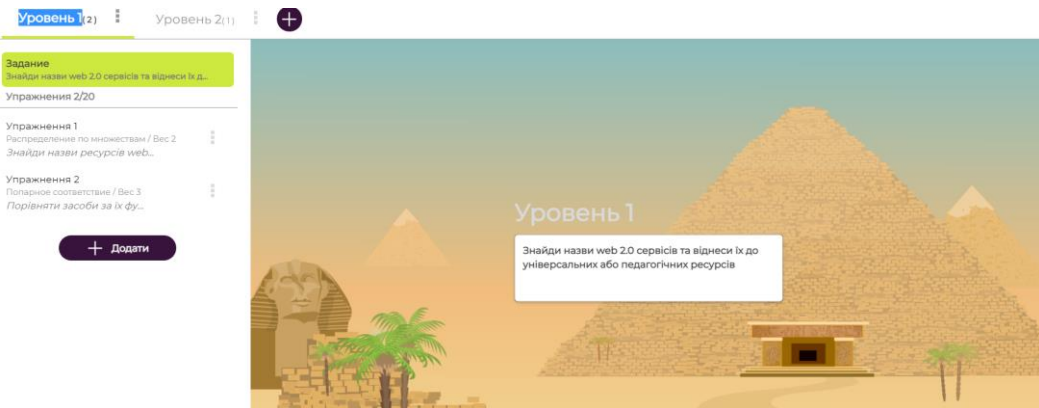 Уровень 1(2) Уровень 2(1)
Задание
Знайди назви web 2.0 сервісів та віднеси їх д...
Упражнения 2/20
Упражнення 1
Распределение по множествам / Вес 2
Знайди назви ресурсів web...
Упражнення 2
Попарное соответствие / Вес 3
Порівняти засоби за їх фу...
Додати
Уровень 1
Знайди назви web 2.0 сервісів та віднеси їх до
універсальних або педагогічних ресурсів